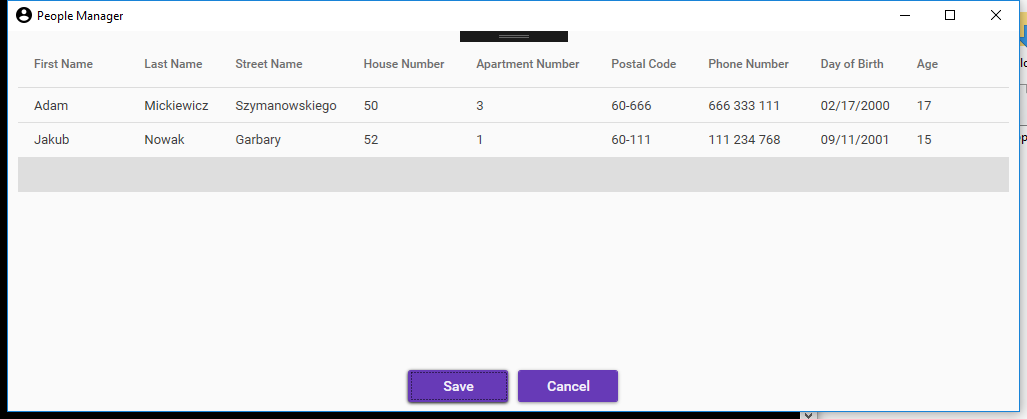 People Manager
First Name Last Name Street Name House Number Apartment Number Postal Code Phone Number Day of Birth Age
Adam Mickiewicz Szymanowskiego 50 3 60-666 666 333 111 02/17/2000 17
Jakub Nowak Garbary 52 1 60-111 111 234 768 09/11/2001 15
Save Cancel